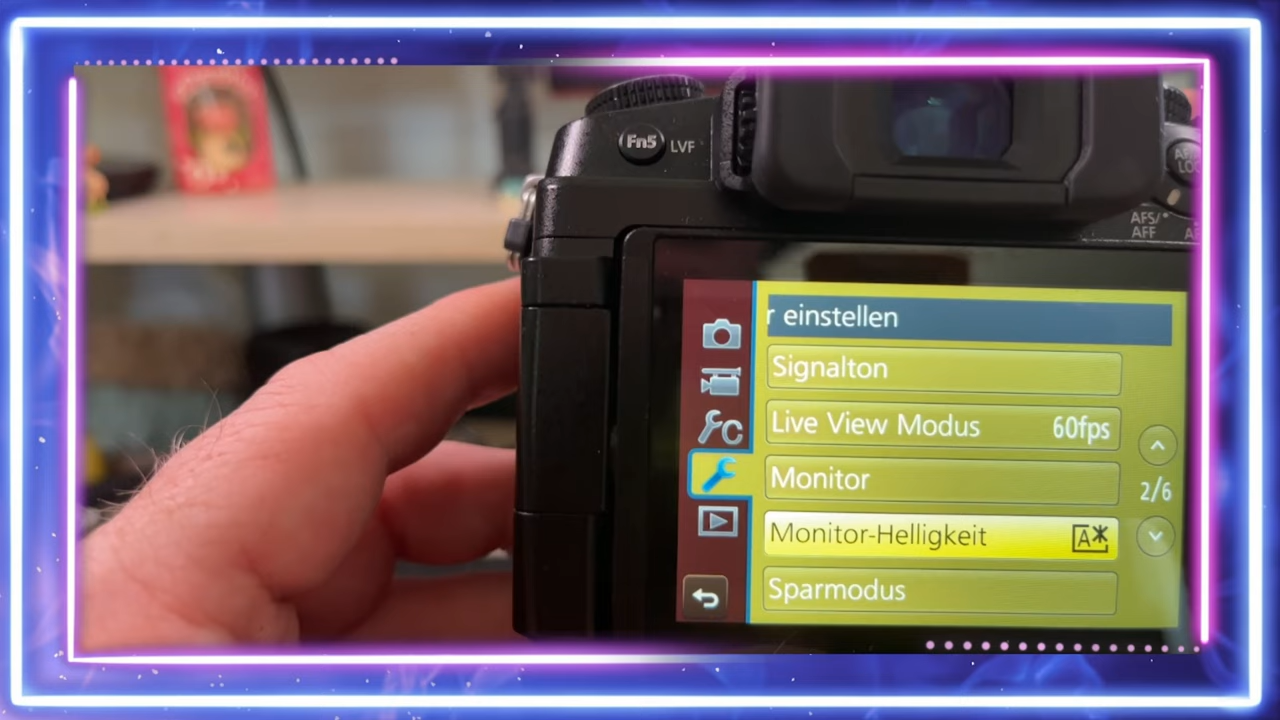 Fn5 LVF
AFS/
AFF
r einstellen
Signalton
Live View Modus 60fps
Monitor
2/6
Monitor-Helligkeit A
Sparmodus
C